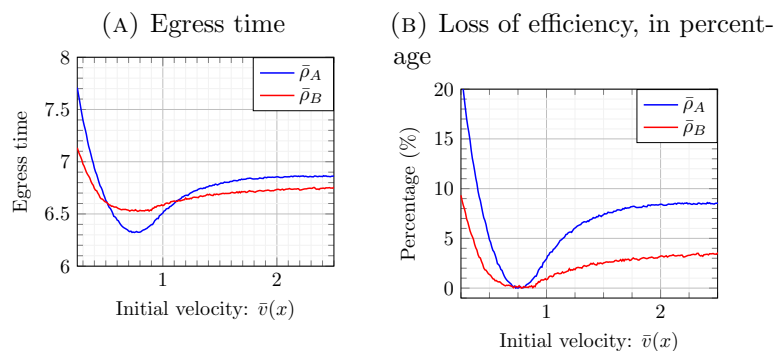 (A) Egress time
8
7.5
7
6.5
6
1
2
Egress time
Initial velocity: v̄(x)
ρ̄_A
ρ̄_B
(B) Loss of efficiency, in percent-
age
20
15
10
5
0
1
2
Percentage (%)
Initial velocity: v̄(x)
ρ̄_A
ρ̄_B